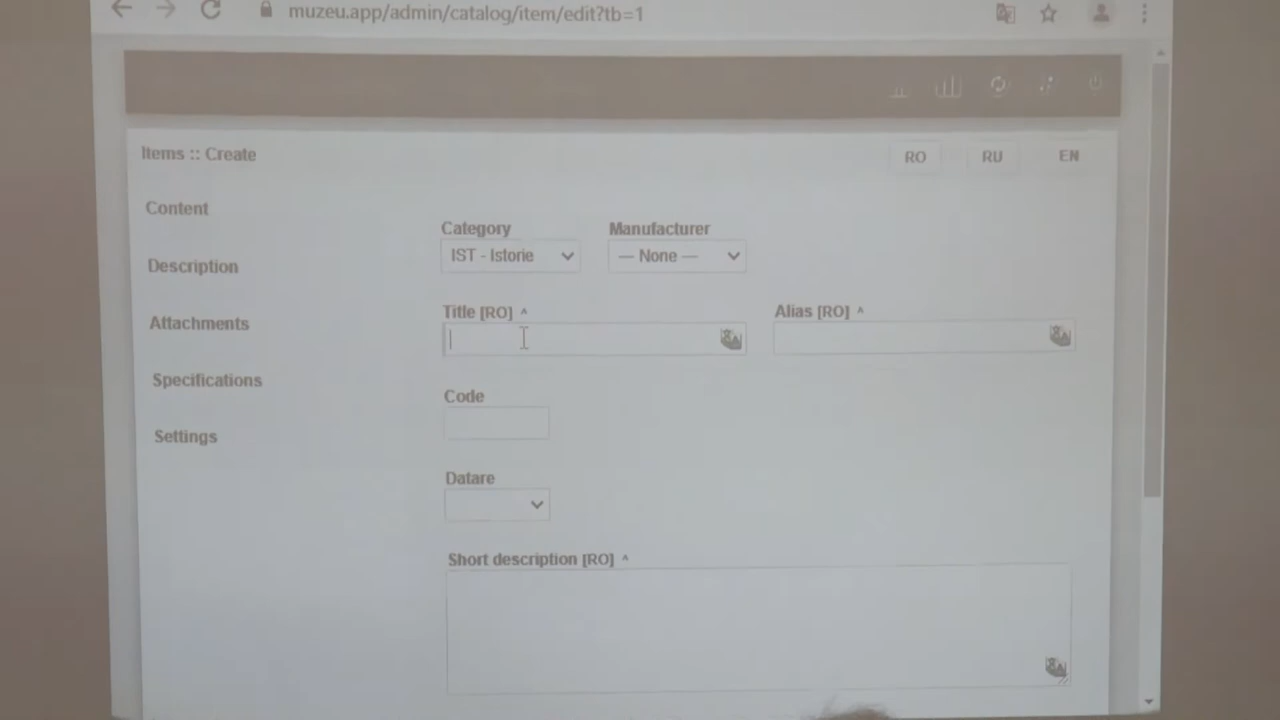 muzeu.app/admin/catalog/item/edit?tb=1
Items :: Create
RO RU EN
Content
Category Manufacturer
IST - Istorie — None —
Description
Title [RO] ^ Alias [RO] ^
Attachments
Specifications
Code
Settings
Datare
Short description [RO] ^